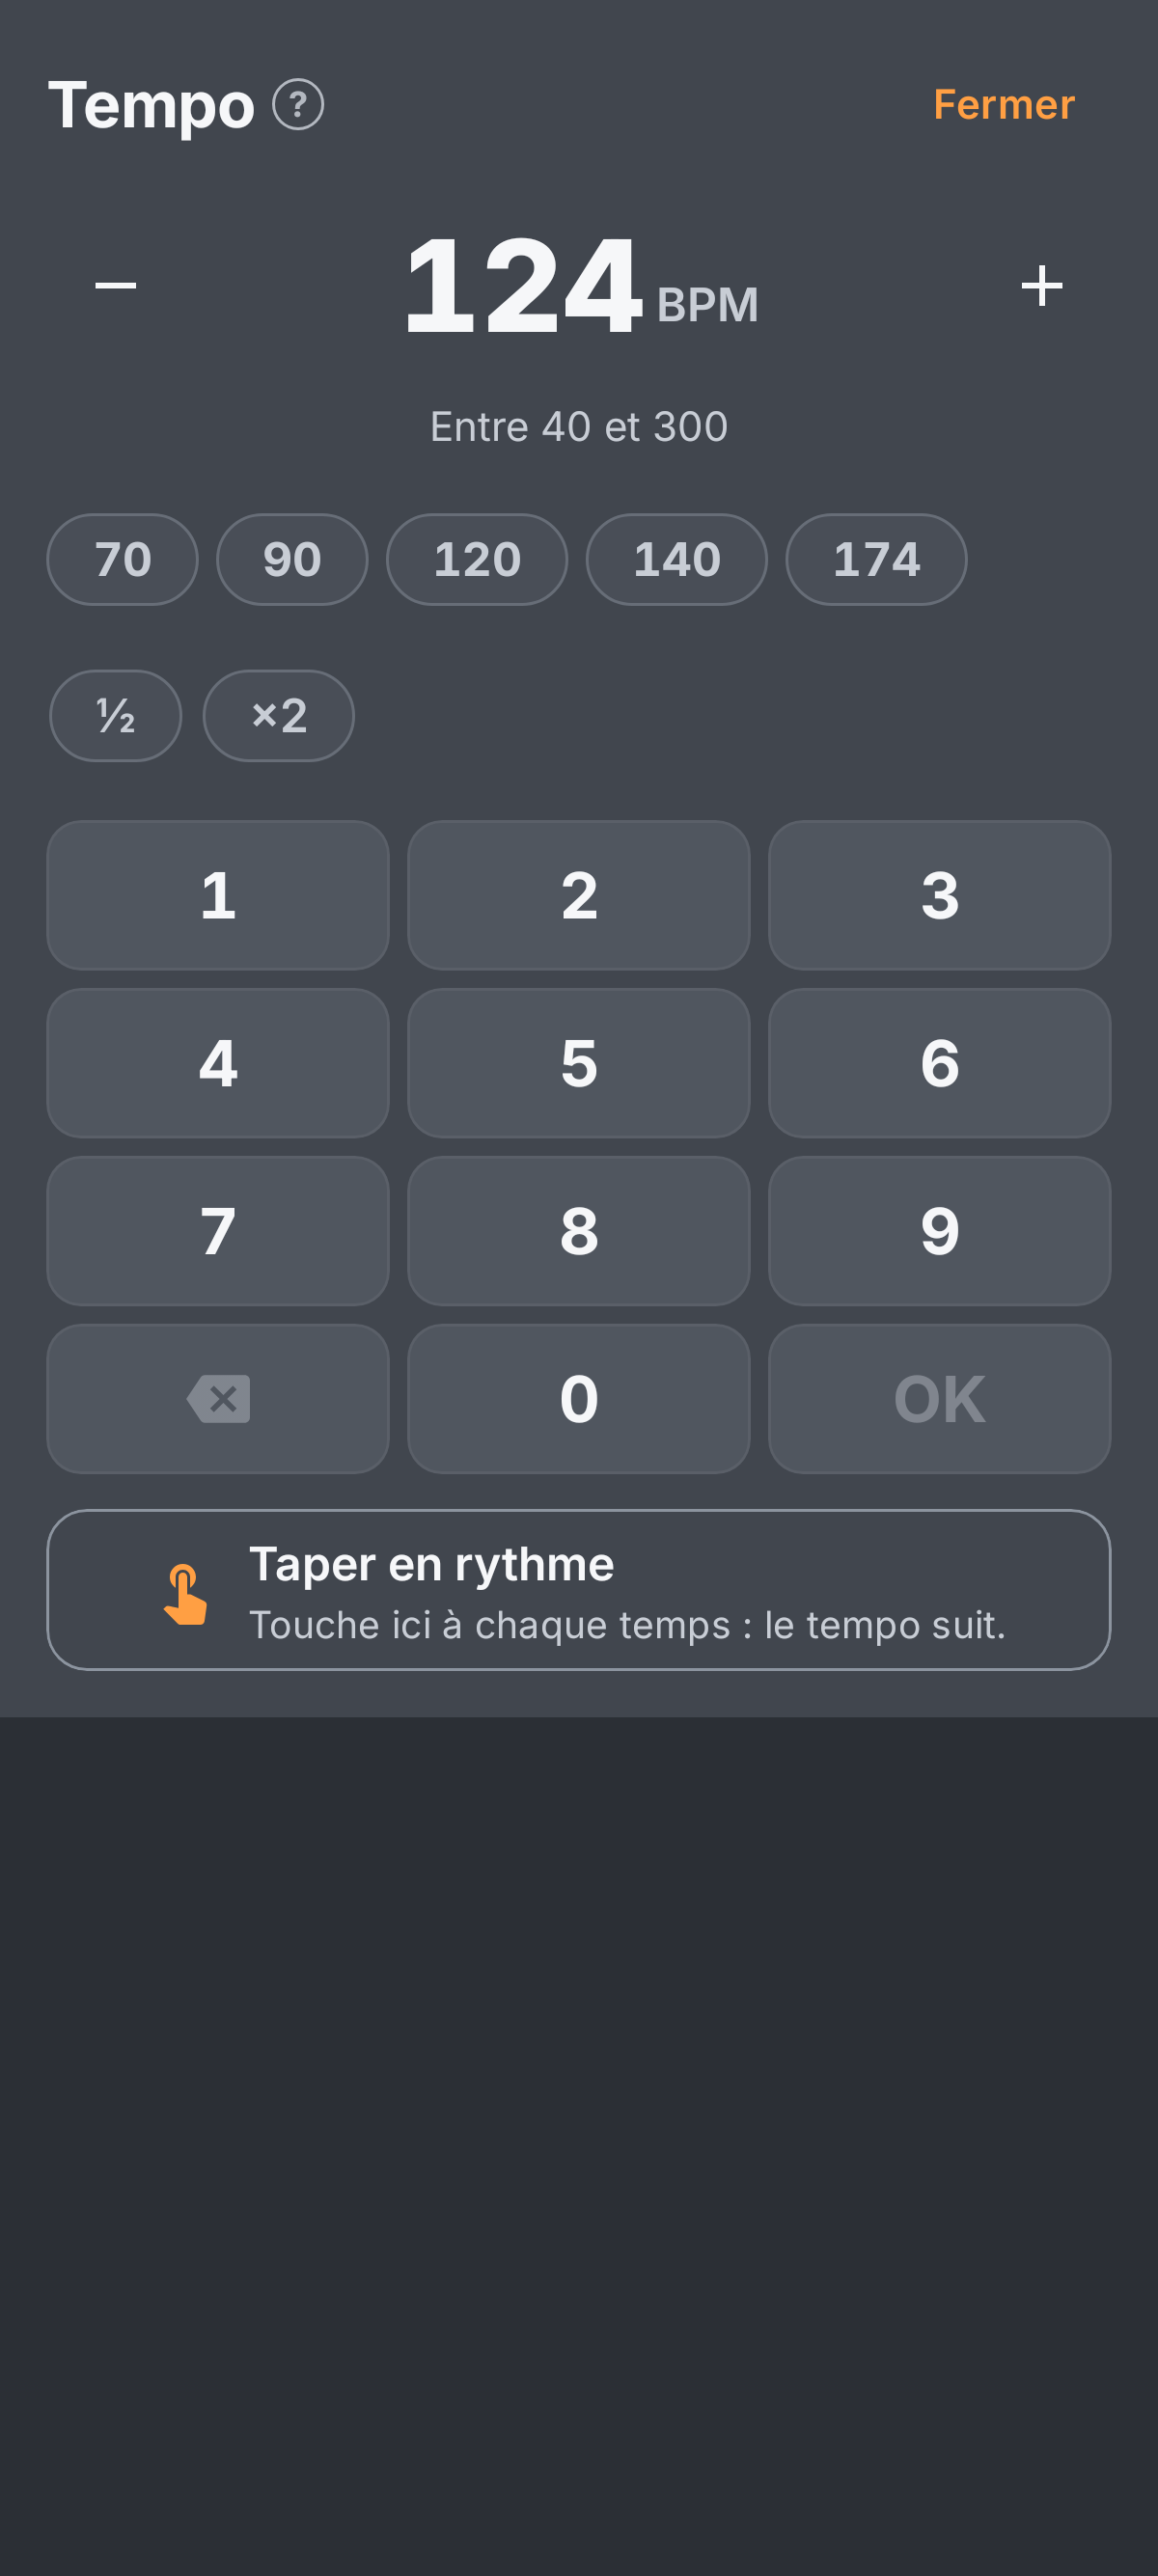 Tempo ? Fermer
− 124 BPM +
Entre 40 et 300
70 90 120 140 174
½ ×2
1 2 3
4 5 6
7 8 9
0 OK
Taper en rythme
Touche ici à chaque temps : le tempo suit.